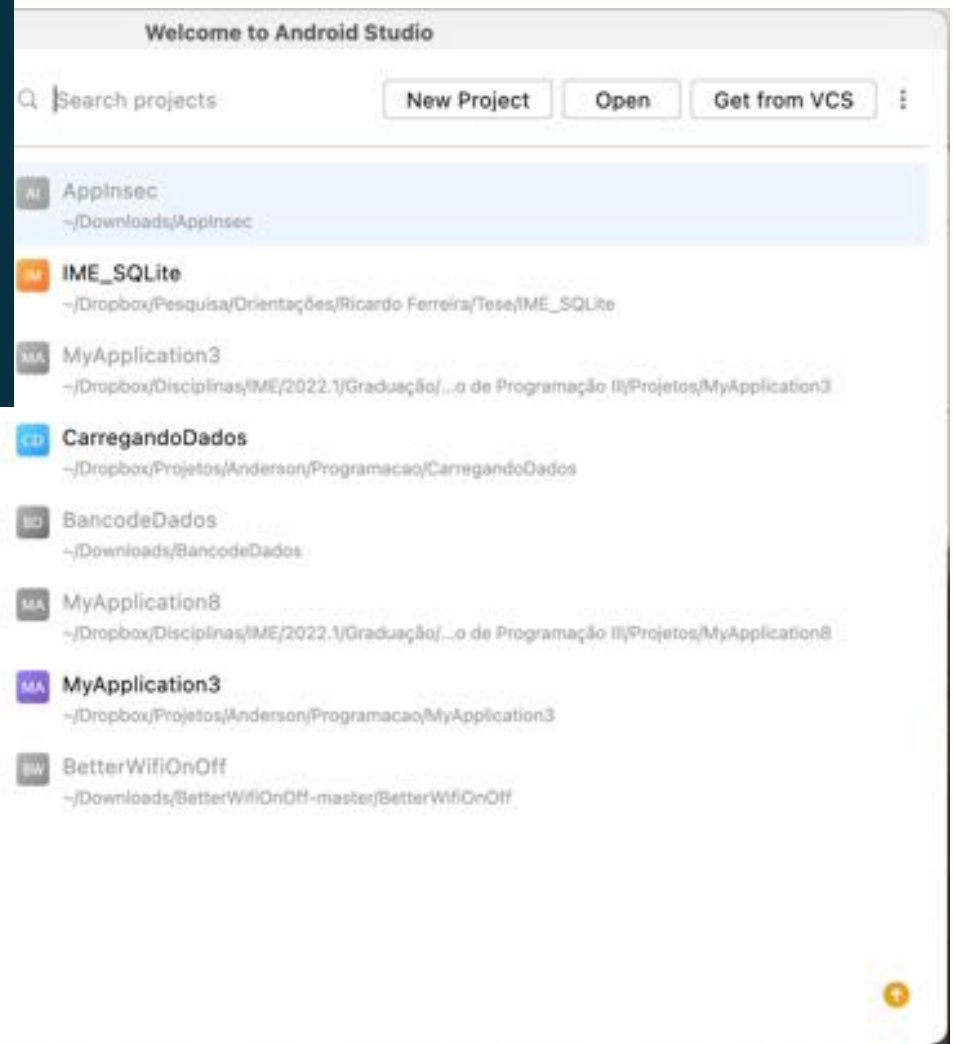 Welcome to Android Studio
Search projects New Project Open Get from VCS
AI AppInsec
~/Downloads/AppInsec
IM IME_SQLite
~/Dropbox/Pesquisa/Orientações/Ricardo Ferreira/Tese/IME_SQLite
MA MyApplication3
~/Dropbox/Disciplinas/IME/2022.1/Graduação/...o de Programação III/Projetos/MyApplication3
CD CarregandoDados
~/Dropbox/Projetos/Anderson/Programacao/CarregandoDados
BD BancodeDados
~/Downloads/BancodeDados
MA MyApplication8
~/Dropbox/Disciplinas/IME/2022.1/Graduação/...o de Programação III/Projetos/MyApplication8
MA MyApplication3
~/Dropbox/Projetos/Anderson/Programacao/MyApplication3
BW BetterWifiOnOff
~/Downloads/BetterWifiOnOff-master/BetterWifiOnOff